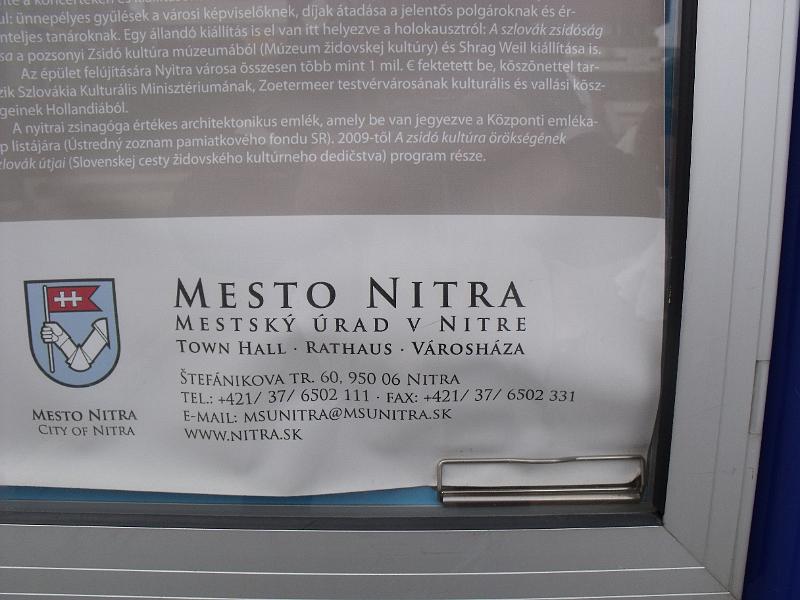 ul: ünnepélyes gyűlések a városi képviselőknek, díjak átadása a jelentős polgároknak és ér-
nteljes tanároknak. Egy állandó kiállítás is el van itt helyezve a holokausztról: A szlovák zsidóság
sa a pozsonyi Zsidó kultúra múzeumából (Múzeum židovskej kultúry) és Shrag Weil kiállítása is.
Az épület felújítására Nyitra városa összesen több mint 1 mil. € fektetett be, köszönettel tar-
zik Szlovákia Kulturális Minisztériumának, Zoetermeer testvérvárosának kulturális és vallási kösz-
geinek Hollandiából.
A nyitrai zsinagóga értékes architektonikus emlék, amely be van jegyezve a Központi emléka-
p listájára (Ústredný zoznam pamiatkového fondu SR). 2009-től A zsidó kultúra örökségének
zlovák útjai (Slovenskej cesty židovského kultúrneho dedičstva) program része.
MESTO NITRA
MESTSKÝ ÚRAD V NITRE
TOWN HALL · RATHAUS · VÁROSHÁZA
ŠTEFÁNIKOVA TR. 60, 950 06 NITRA
TEL.: +421/ 37/ 6502 111 · FAX: +421/ 37/ 6502 331
E-MAIL: MSUNITRA@MSUNITRA.SK
WWW.NITRA.SK
MESTO NITRA
CITY OF NITRA